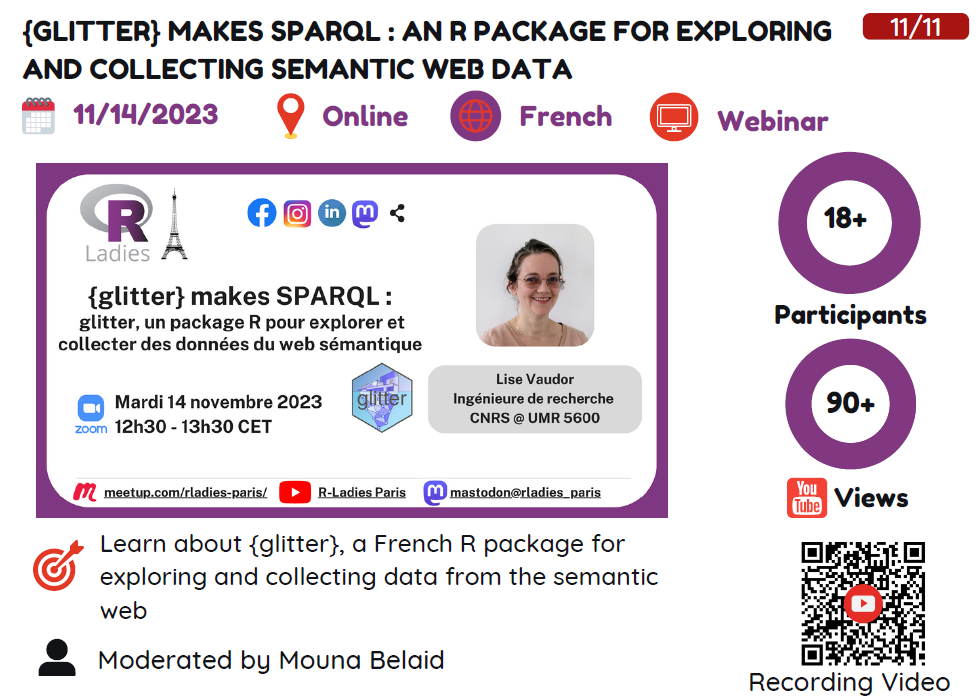 {GLITTER} MAKES SPARQL : AN R PACKAGE FOR EXPLORING
AND COLLECTING SEMANTIC WEB DATA
11/11
11/14/2023
Online
French
Webinar
R
Ladies
in
m
{glitter} makes SPARQL :
glitter, un package R pour explorer et
collecter des données du web sémantique
glitter
Lise Vaudor
Ingénieure de recherche
CNRS @ UMR 5600
zoom
Mardi 14 novembre 2023
12h30 - 13h30 CET
m
meetup.com/rladies-paris/
R-Ladies Paris
m
mastodon@rladies_paris
18+
Participants
90+
You
Tube
Views
Learn about {glitter}, a French R package for
exploring and collecting data from the semantic
web
Moderated by Mouna Belaid
Recording Video